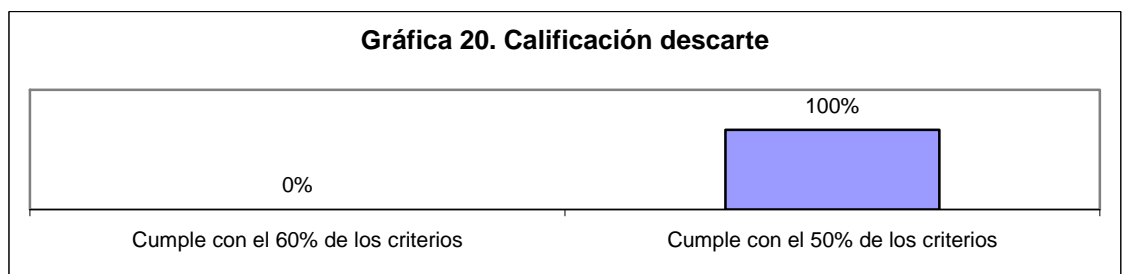 Gráfica 20. Calificación descarte
100%
0%
Cumple con el 60% de los criterios
Cumple con el 50% de los criterios